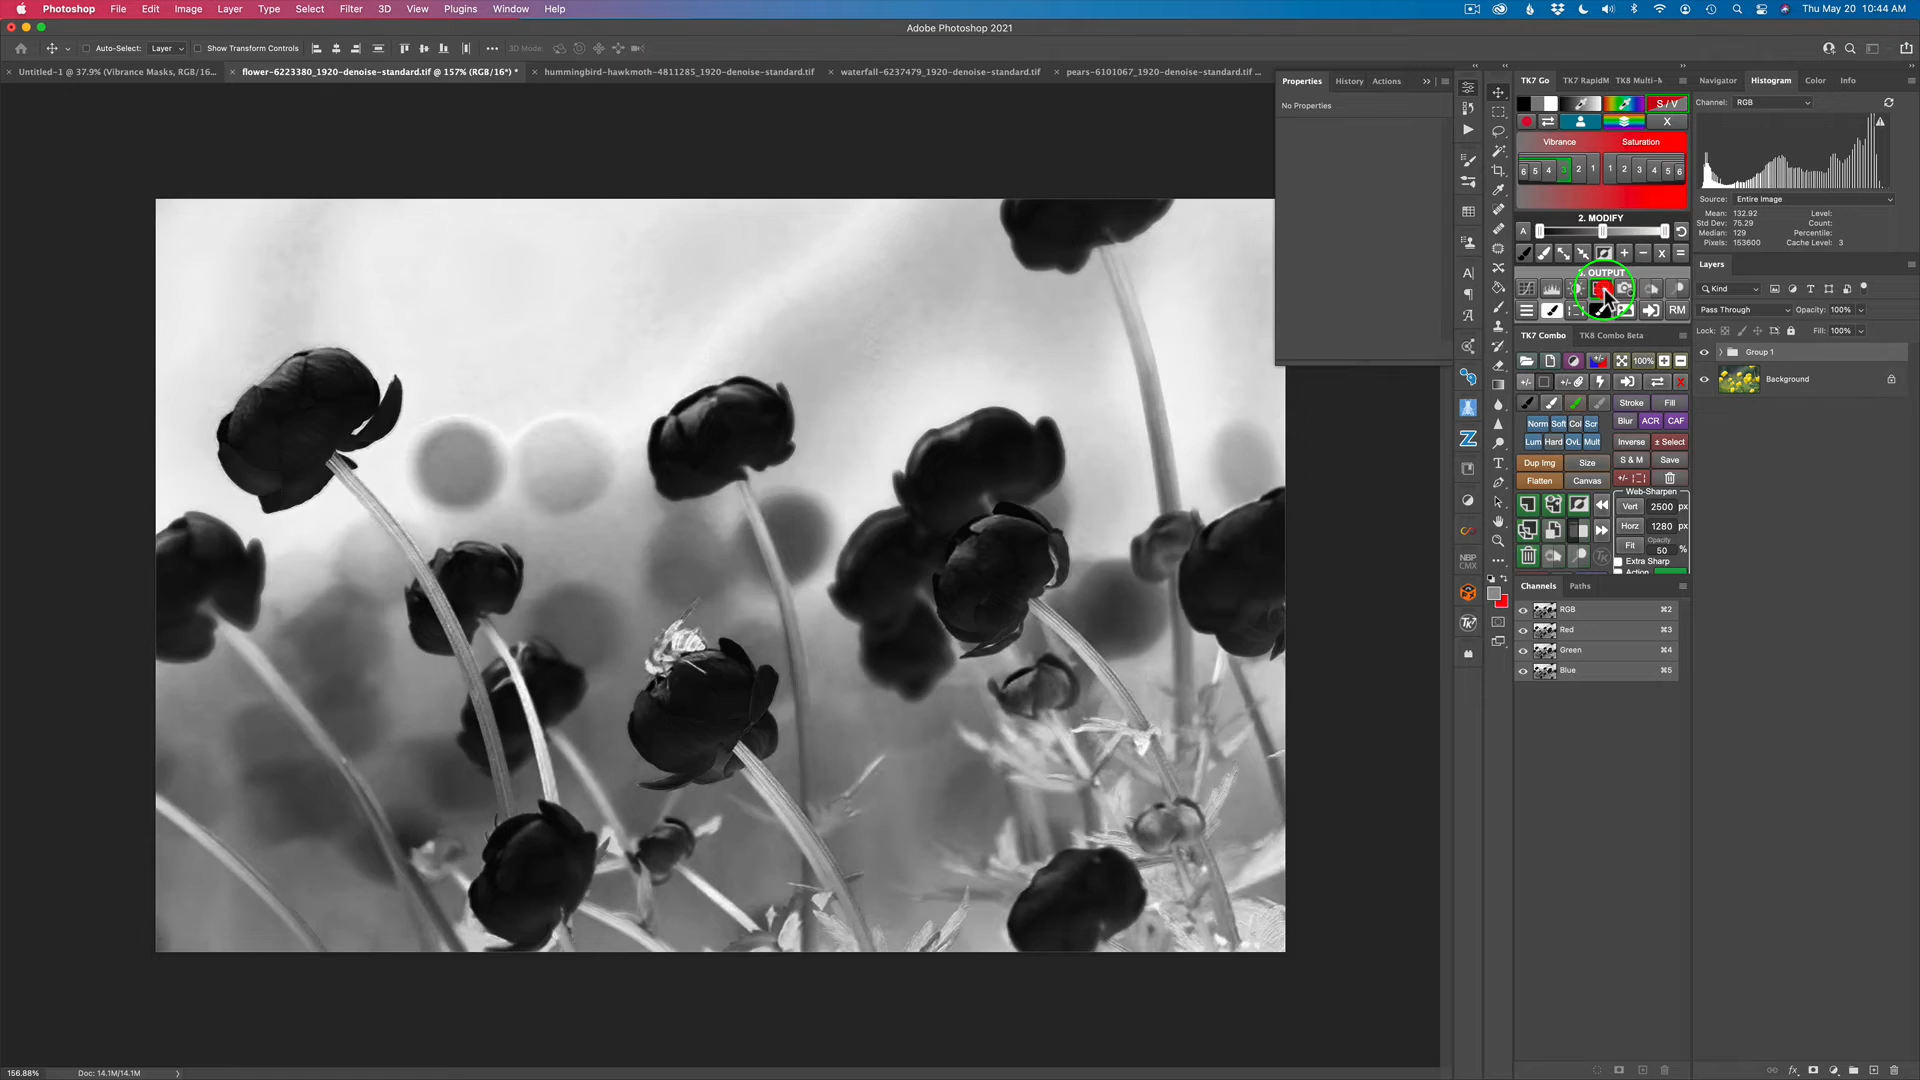 Photoshop File Edit Image Layer Type Select Filter 3D View Plugins Window Help Thu May 20 10:44 AM
Adobe Photoshop 2021
Auto-Select: Layer Show Transform Controls 3D Mode:
Untitled-1 @ 37.9% (Vibrance Masks, RGB/16... flower-6223380_1920-denoise-standard.tif @ 157% (RGB/16*) * hummingbird-hawkmoth-4811285_1920-denoise-standard.tif waterfall-6237479_1920-denoise-standard.tif pears-6101067_1920-denoise-standard.tif ...
Properties History Actions
No Properties
TK7 Go TK7 RapidM TK8 Multi-M
S / V
X
Vibrance Saturation
6 5 4 3 2 1 1 2 3 4 5 6
2. MODIFY
A
X =
OUTPUT
RM
TK7 Combo TK8 Combo Beta
100%
+/- +/- X
Stroke Fill
Norm Soft Col Scr Blur ACR CAF
Lum Hard OvL Mult Inverse ± Select
Dup Img Size S & M Save
Flatten Canvas +/-
Web-Sharpen
Vert 2500 px
Horz 1280 px
Fit Opacity 50 %
Extra Sharp
Action
Channels Paths
RGB ⌘2
Red ⌘3
Green ⌘4
Blue ⌘5
Navigator Histogram Color Info
Channel: RGB
Source: Entire Image
Mean: 132.92 Level:
Std Dev: 75.29 Count:
Median: 129 Percentile:
Pixels: 153600 Cache Level: 3
Layers
Kind
Pass Through Opacity: 100%
Lock: Fill: 100%
Group 1
Background
NBP
CMX
TK7
156.88% Doc: 14.1M/14.1M